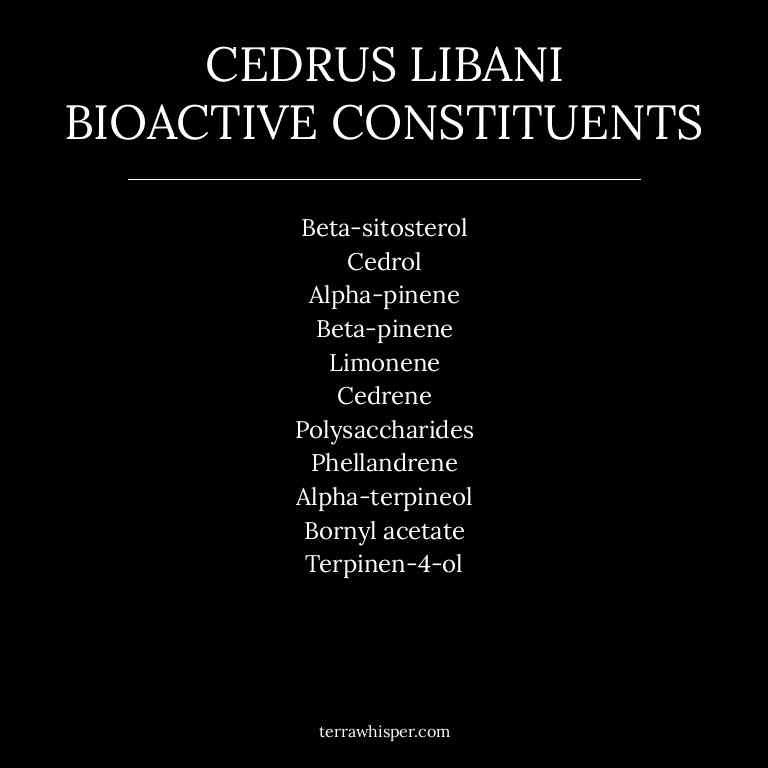 CEDRUS LIBANI
BIOACTIVE CONSTITUENTS
Beta-sitosterol
Cedrol
Alpha-pinene
Beta-pinene
Limonene
Cedrene
Polysaccharides
Phellandrene
Alpha-terpineol
Bornyl acetate
Terpinen-4-ol
terrawhisper.com